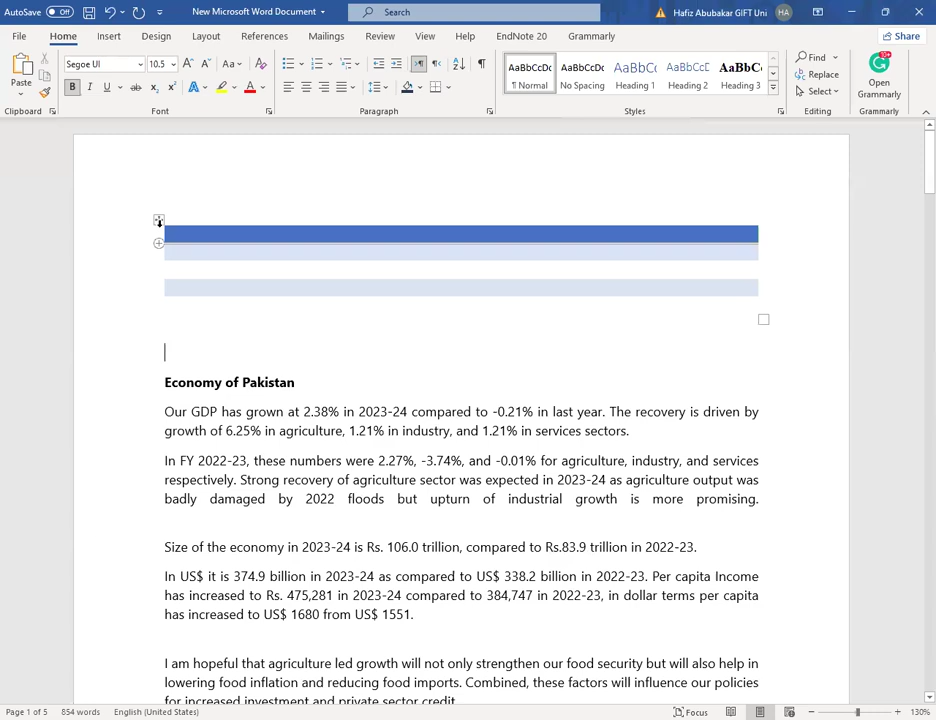 AutoSave Off New Microsoft Word Document Search Hafiz Abubakar GIFT Uni HA
File Home Insert Design Layout References Mailings Review View Help EndNote 20 Grammarly Share
Segoe UI 10.5 Aa AaBbCcDc AaBbCcDc AaBbCc AaBbCcD AaBbC Find
Paste Replace Open
B I U ab x₂ x² A A ¶ Normal No Spacing Heading 1 Heading 2 Heading 3 Select Grammarly
Clipboard Font Paragraph Styles Editing Grammarly
Economy of Pakistan
Our GDP has grown at 2.38% in 2023-24 compared to -0.21% in last year. The recovery is driven by
growth of 6.25% in agriculture, 1.21% in industry, and 1.21% in services sectors.
In FY 2022-23, these numbers were 2.27%, -3.74%, and -0.01% for agriculture, industry, and services
respectively. Strong recovery of agriculture sector was expected in 2023-24 as agriculture output was
badly damaged by 2022 floods but upturn of industrial growth is more promising.
Size of the economy in 2023-24 is Rs. 106.0 trillion, compared to Rs.83.9 trillion in 2022-23.
In US$ it is 374.9 billion in 2023-24 as compared to US$ 338.2 billion in 2022-23. Per capita Income
has increased to Rs. 475,281 in 2023-24 compared to 384,747 in 2022-23, in dollar terms per capita
has increased to US$ 1680 from US$ 1551.
I am hopeful that agriculture led growth will not only strengthen our food security but will also help in
lowering food inflation and reducing food imports. Combined, these factors will influence our policies
for increased investment and private sector credit.
Page 1 of 5 854 words English (United States) Focus 130%